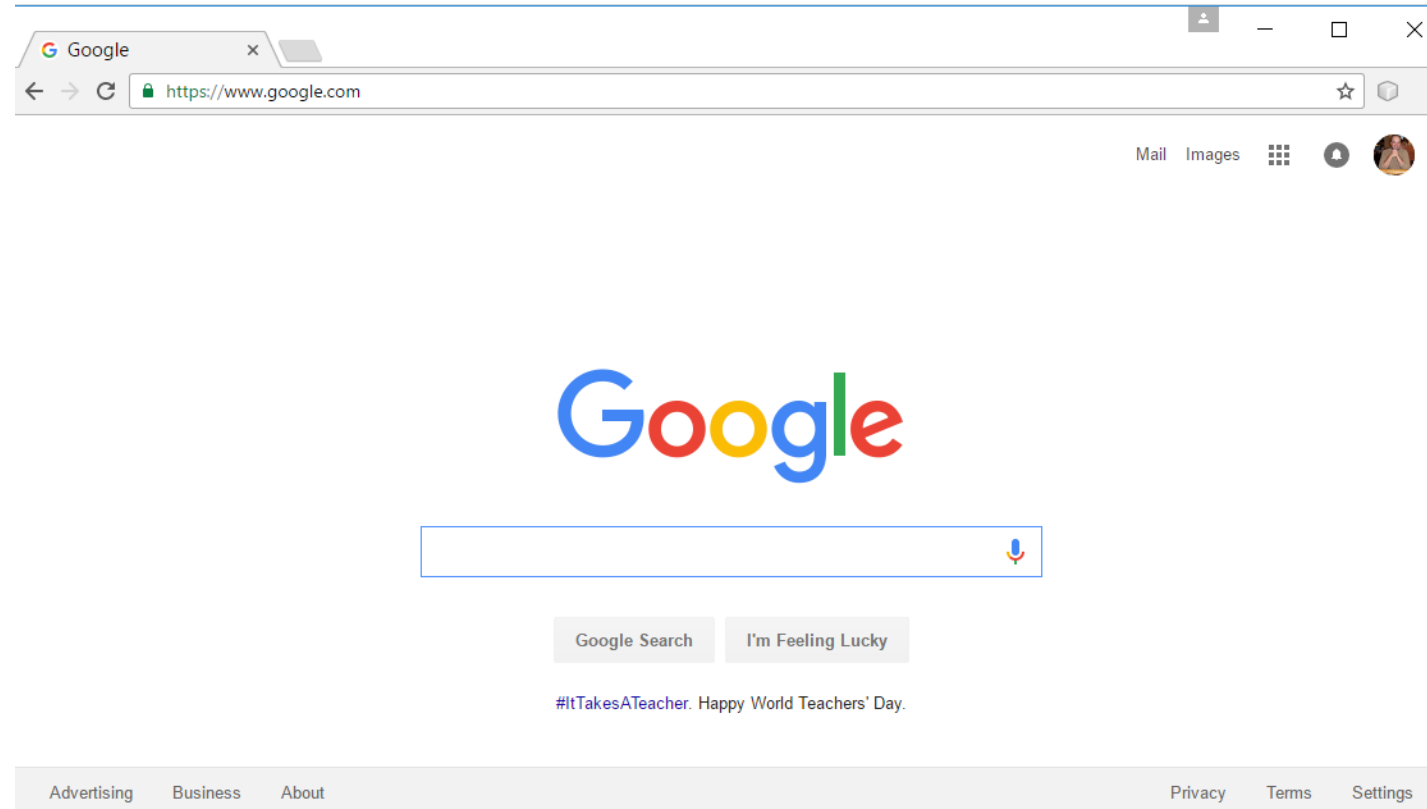 Google
https://www.google.com
Mail Images
Google
Google Search I'm Feeling Lucky
#ItTakesATeacher. Happy World Teachers' Day.
Advertising Business About Privacy Terms Settings